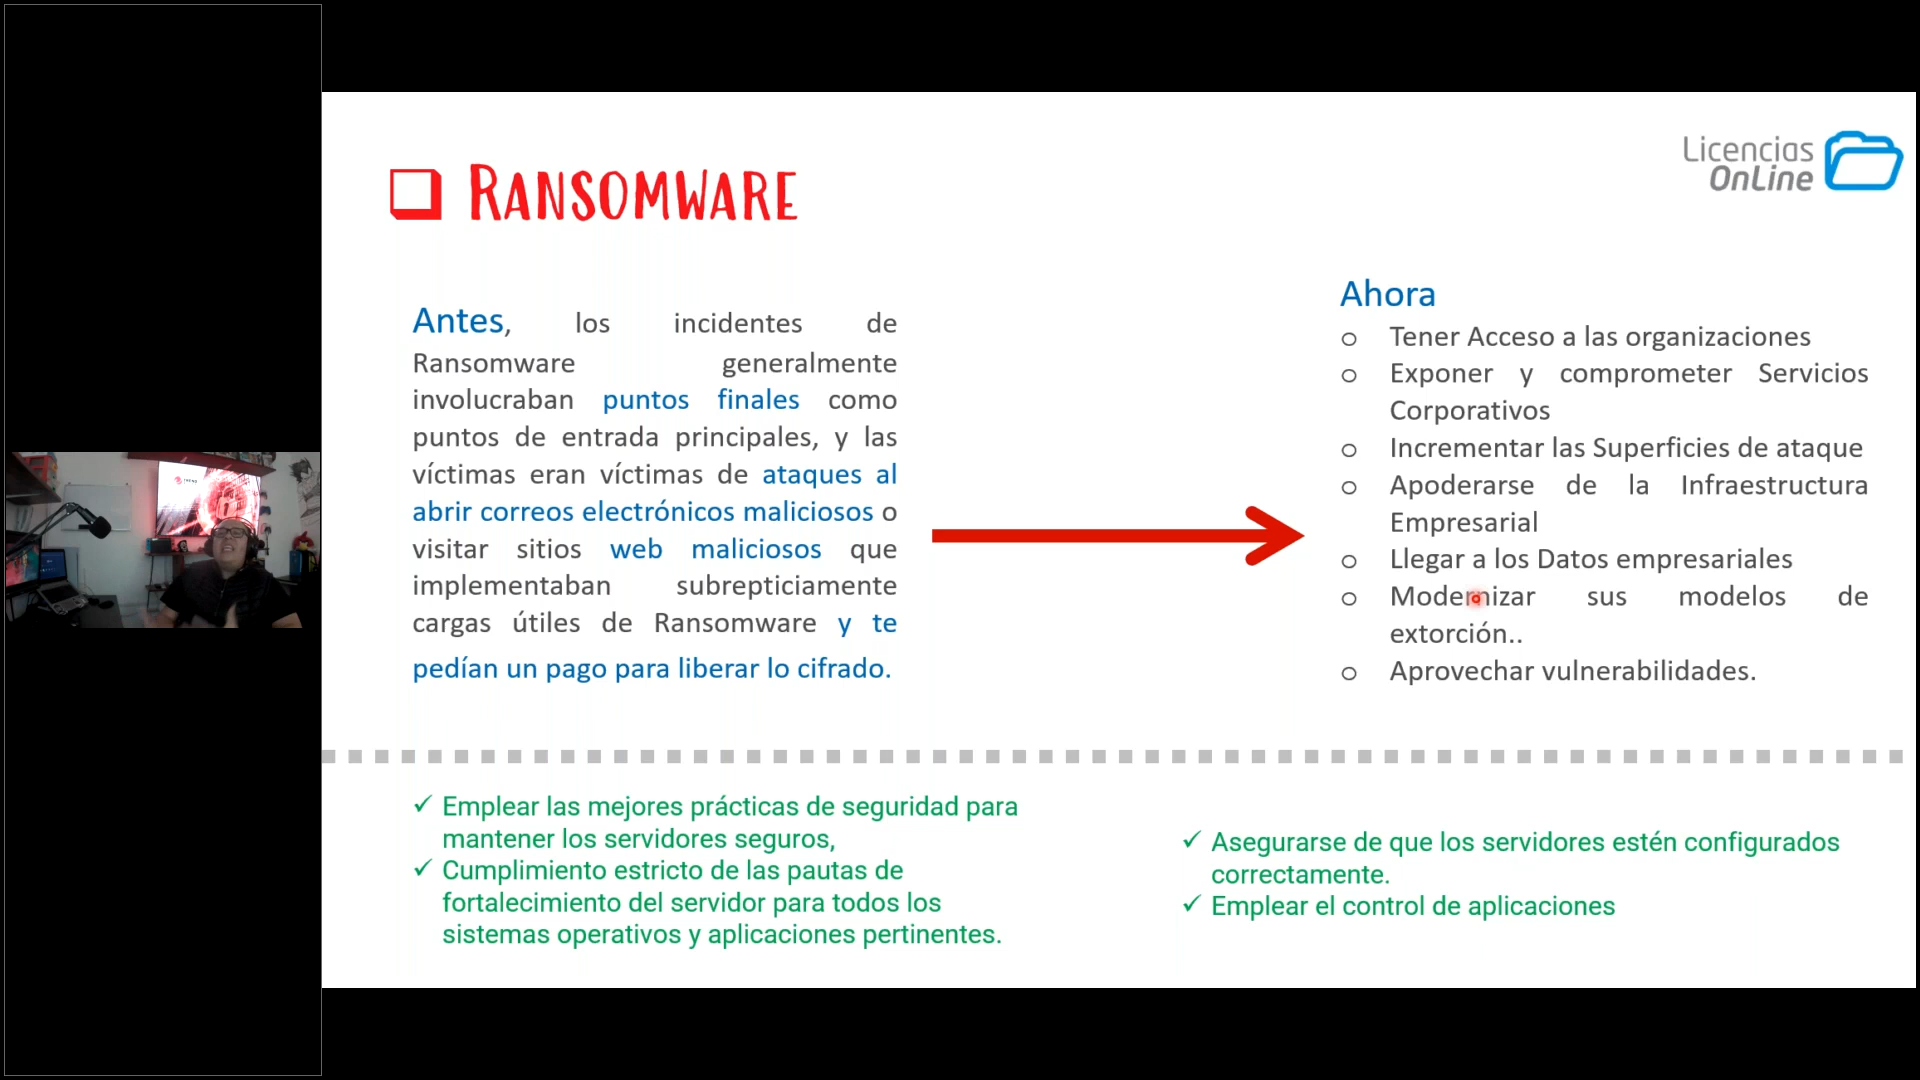 Licencias
OnLine
❑ RANSOMWARE
Antes, los incidentes de
Ransomware generalmente
involucraban puntos finales como
puntos de entrada principales, y las
víctimas eran víctimas de ataques al
abrir correos electrónicos maliciosos o
visitar sitios web maliciosos que
implementaban subrepticiamente
cargas útiles de Ransomware y te
pedían un pago para liberar lo cifrado.
Ahora
o Tener Acceso a las organizaciones
o Exponer y comprometer Servicios
Corporativos
o Incrementar las Superficies de ataque
o Apoderarse de la Infraestructura
Empresarial
o Llegar a los Datos empresariales
o Modernizar sus modelos de
extorción..
o Aprovechar vulnerabilidades.
✓ Emplear las mejores prácticas de seguridad para
mantener los servidores seguros,
✓ Cumplimiento estricto de las pautas de
fortalecimiento del servidor para todos los
sistemas operativos y aplicaciones pertinentes.
✓ Asegurarse de que los servidores estén configurados
correctamente.
✓ Emplear el control de aplicaciones